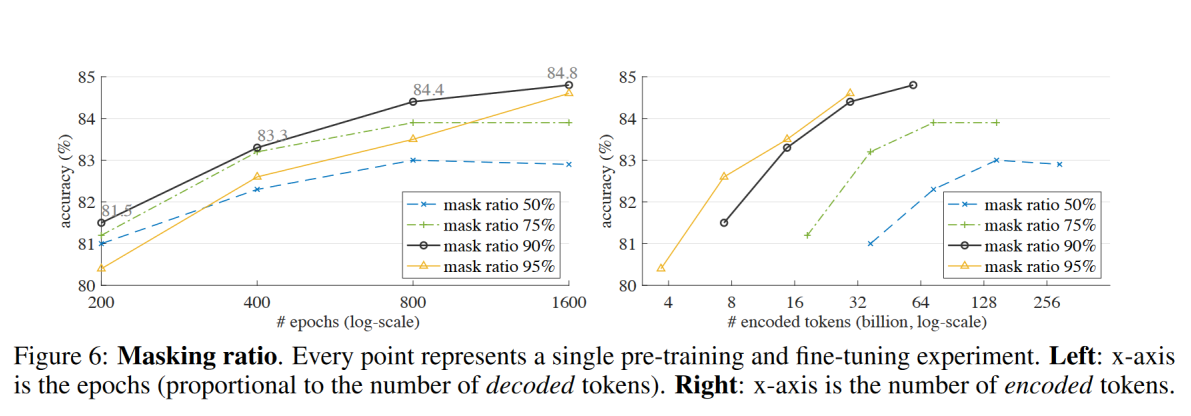 85
84
83
82
81
80
accuracy (%)
81.5
83.3
84.4
84.8
mask ratio 50%
mask ratio 75%
mask ratio 90%
mask ratio 95%
200
400
800
1600
# epochs (log-scale)
85
84
83
82
81
80
accuracy (%)
mask ratio 50%
mask ratio 75%
mask ratio 90%
mask ratio 95%
4
8
16
32
64
128
256
# encoded tokens (billion, log-scale)
Figure 6: Masking ratio. Every point represents a single pre-training and fine-tuning experiment. Left: x-axis
is the epochs (proportional to the number of decoded tokens). Right: x-axis is the number of encoded tokens.